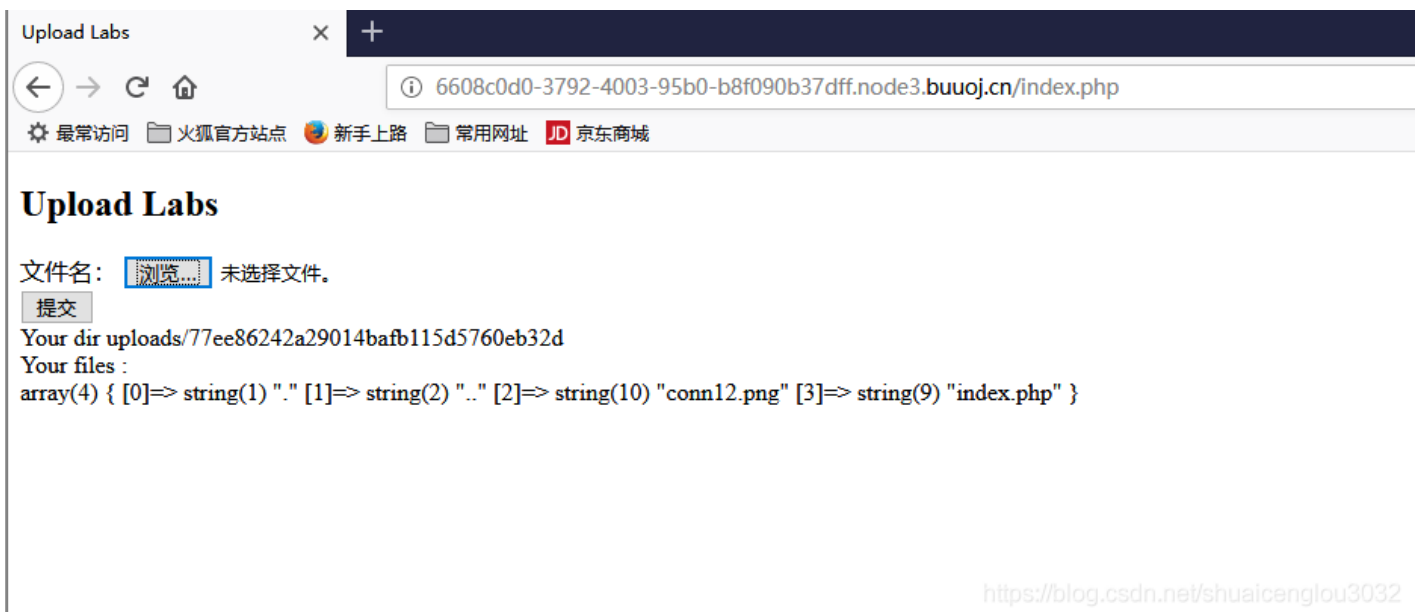 Upload Labs
6608c0d0-3792-4003-95b0-b8f090b37dff.node3.buuoj.cn/index.php
最常访问 火狐官方站点 新手上路 常用网址 JD 京东商城
Upload Labs
文件名： 浏览... 未选择文件。
提交
Your dir uploads/77ee86242a29014bafb115d5760eb32d
Your files :
array(4) { [0]=> string(1) "." [1]=> string(2) ".." [2]=> string(10) "conn12.png" [3]=> string(9) "index.php" }
https://blog.csdn.net/shuaicenglou3032